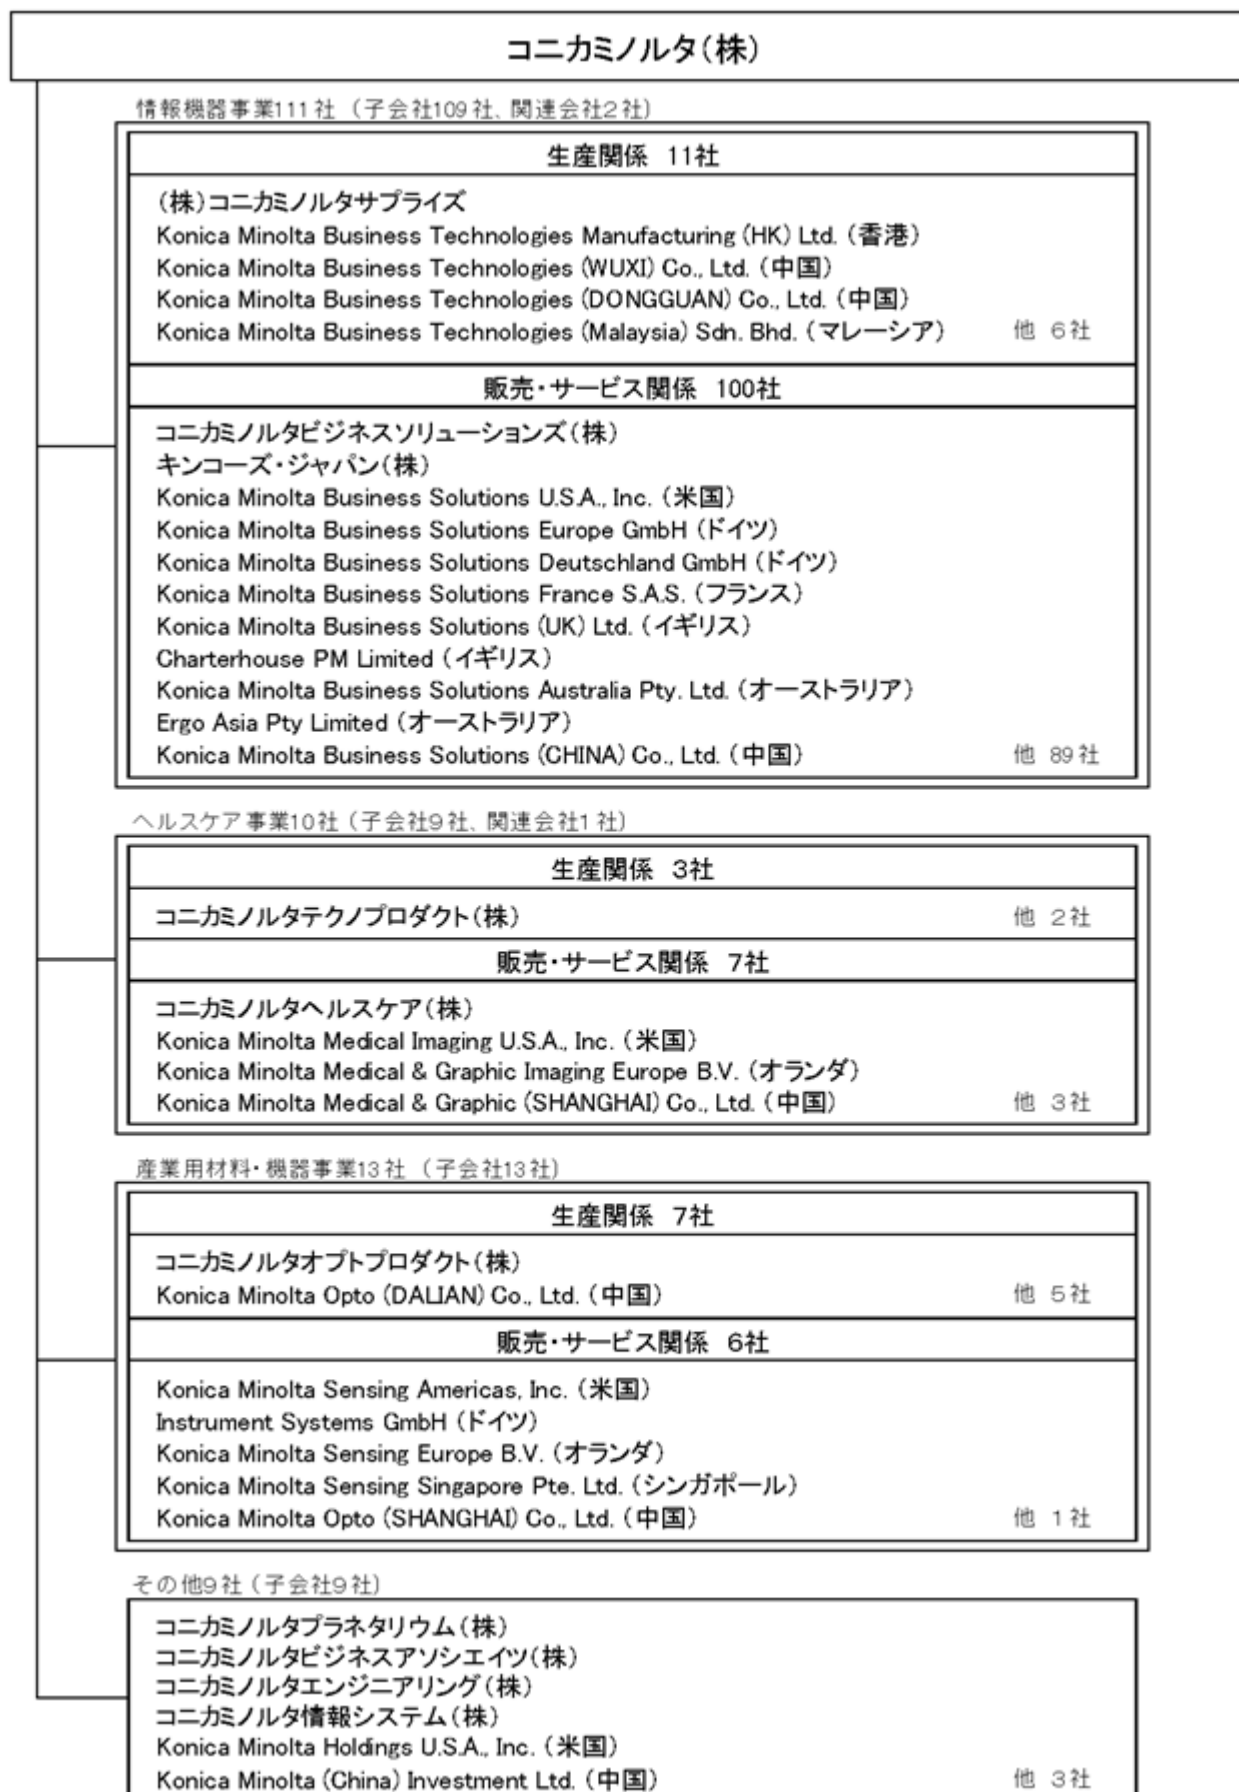 コニカミノルタ(株)
情報機器事業111社 (子会社109社、関連会社2社)
生産関係 11社
(株)コニカミノルタサプライズ
Konica Minolta Business Technologies Manufacturing (HK) Ltd. (香港)
Konica Minolta Business Technologies (WUXI) Co., Ltd. (中国)
Konica Minolta Business Technologies (DONGGUAN) Co., Ltd. (中国)
Konica Minolta Business Technologies (Malaysia) Sdn. Bhd. (マレーシア) 他 6社
販売・サービス関係 100社
コニカミノルタビジネスソリューションズ(株)
キンコーズ・ジャパン(株)
Konica Minolta Business Solutions U.S.A., Inc. (米国)
Konica Minolta Business Solutions Europe GmbH (ドイツ)
Konica Minolta Business Solutions Deutschland GmbH (ドイツ)
Konica Minolta Business Solutions France S.A.S. (フランス)
Konica Minolta Business Solutions (UK) Ltd. (イギリス)
Charterhouse PM Limited (イギリス)
Konica Minolta Business Solutions Australia Pty. Ltd. (オーストラリア)
Ergo Asia Pty Limited (オーストラリア)
Konica Minolta Business Solutions (CHINA) Co., Ltd. (中国) 他 89社
ヘルスケア事業10社 (子会社9社、関連会社1社)
生産関係 3社
コニカミノルタテクノプロダクト(株) 他 2社
販売・サービス関係 7社
コニカミノルタヘルスケア(株)
Konica Minolta Medical Imaging U.S.A., Inc. (米国)
Konica Minolta Medical & Graphic Imaging Europe B.V. (オランダ)
Konica Minolta Medical & Graphic (SHANGHAI) Co., Ltd. (中国) 他 3社
産業用材料・機器事業13社 (子会社13社)
生産関係 7社
コニカミノルタオプトプロダクト(株)
Konica Minolta Opto (DALIAN) Co., Ltd. (中国) 他 5社
販売・サービス関係 6社
Konica Minolta Sensing Americas, Inc. (米国)
Instrument Systems GmbH (ドイツ)
Konica Minolta Sensing Europe B.V. (オランダ)
Konica Minolta Sensing Singapore Pte. Ltd. (シンガポール)
Konica Minolta Opto (SHANGHAI) Co., Ltd. (中国) 他 1社
その他9社 (子会社9社)
コニカミノルタプラネタリウム(株)
コニカミノルタビジネスアソシエイツ(株)
コニカミノルタエンジニアリング(株)
コニカミノルタ情報システム(株)
Konica Minolta Holdings U.S.A., Inc. (米国)
Konica Minolta (China) Investment Ltd. (中国) 他 3社